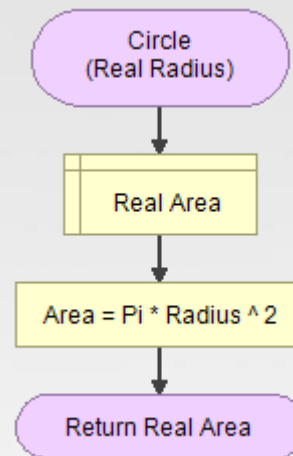 Circle
(Real Radius)
Real Area
Area = Pi * Radius ^ 2
Return Real Area